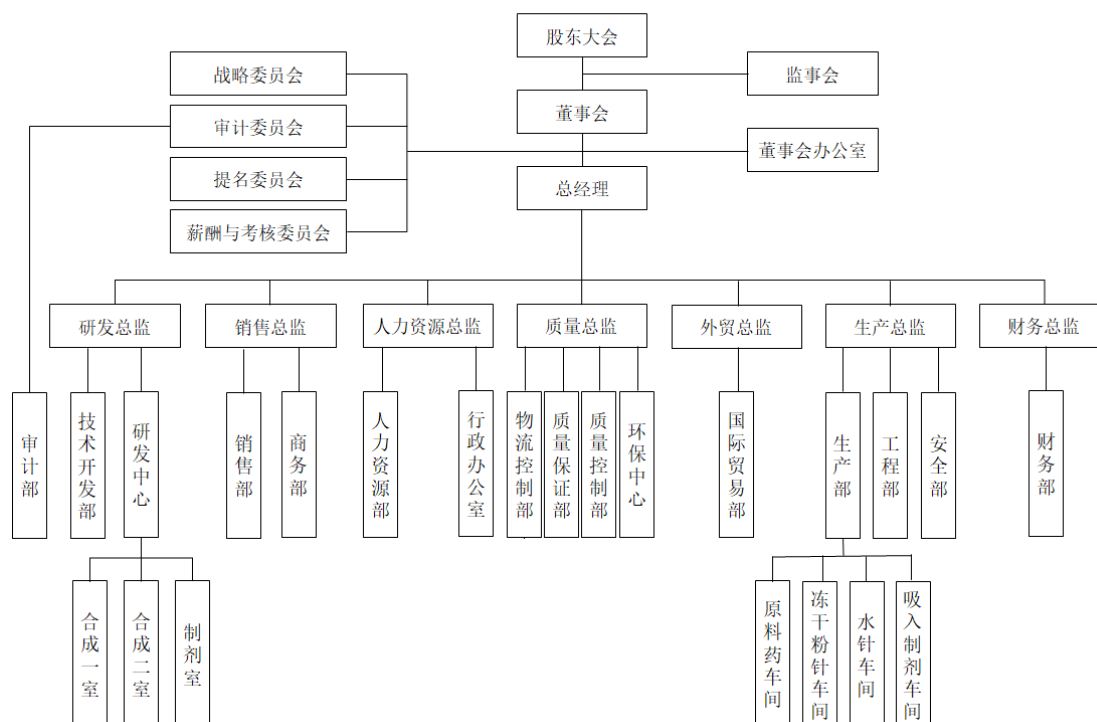 股东大会
战略委员会
监事会
董事会
审计委员会
董事会办公室
提名委员会
总经理
薪酬与考核委员会
研发总监
销售总监
人力资源总监
质量总监
外贸总监
生产总监
财务总监
审计部
技术开发部
研发中心
销售部
商务部
人力资源部
行政办公室
物流控制部
质量保证部
质量控制部
环保中心
国际贸易部
生产部
工程部
安全部
财务部
合成一室
合成二室
制剂室
原料药车间
冻干粉针车间
水针车间
吸入制剂车间